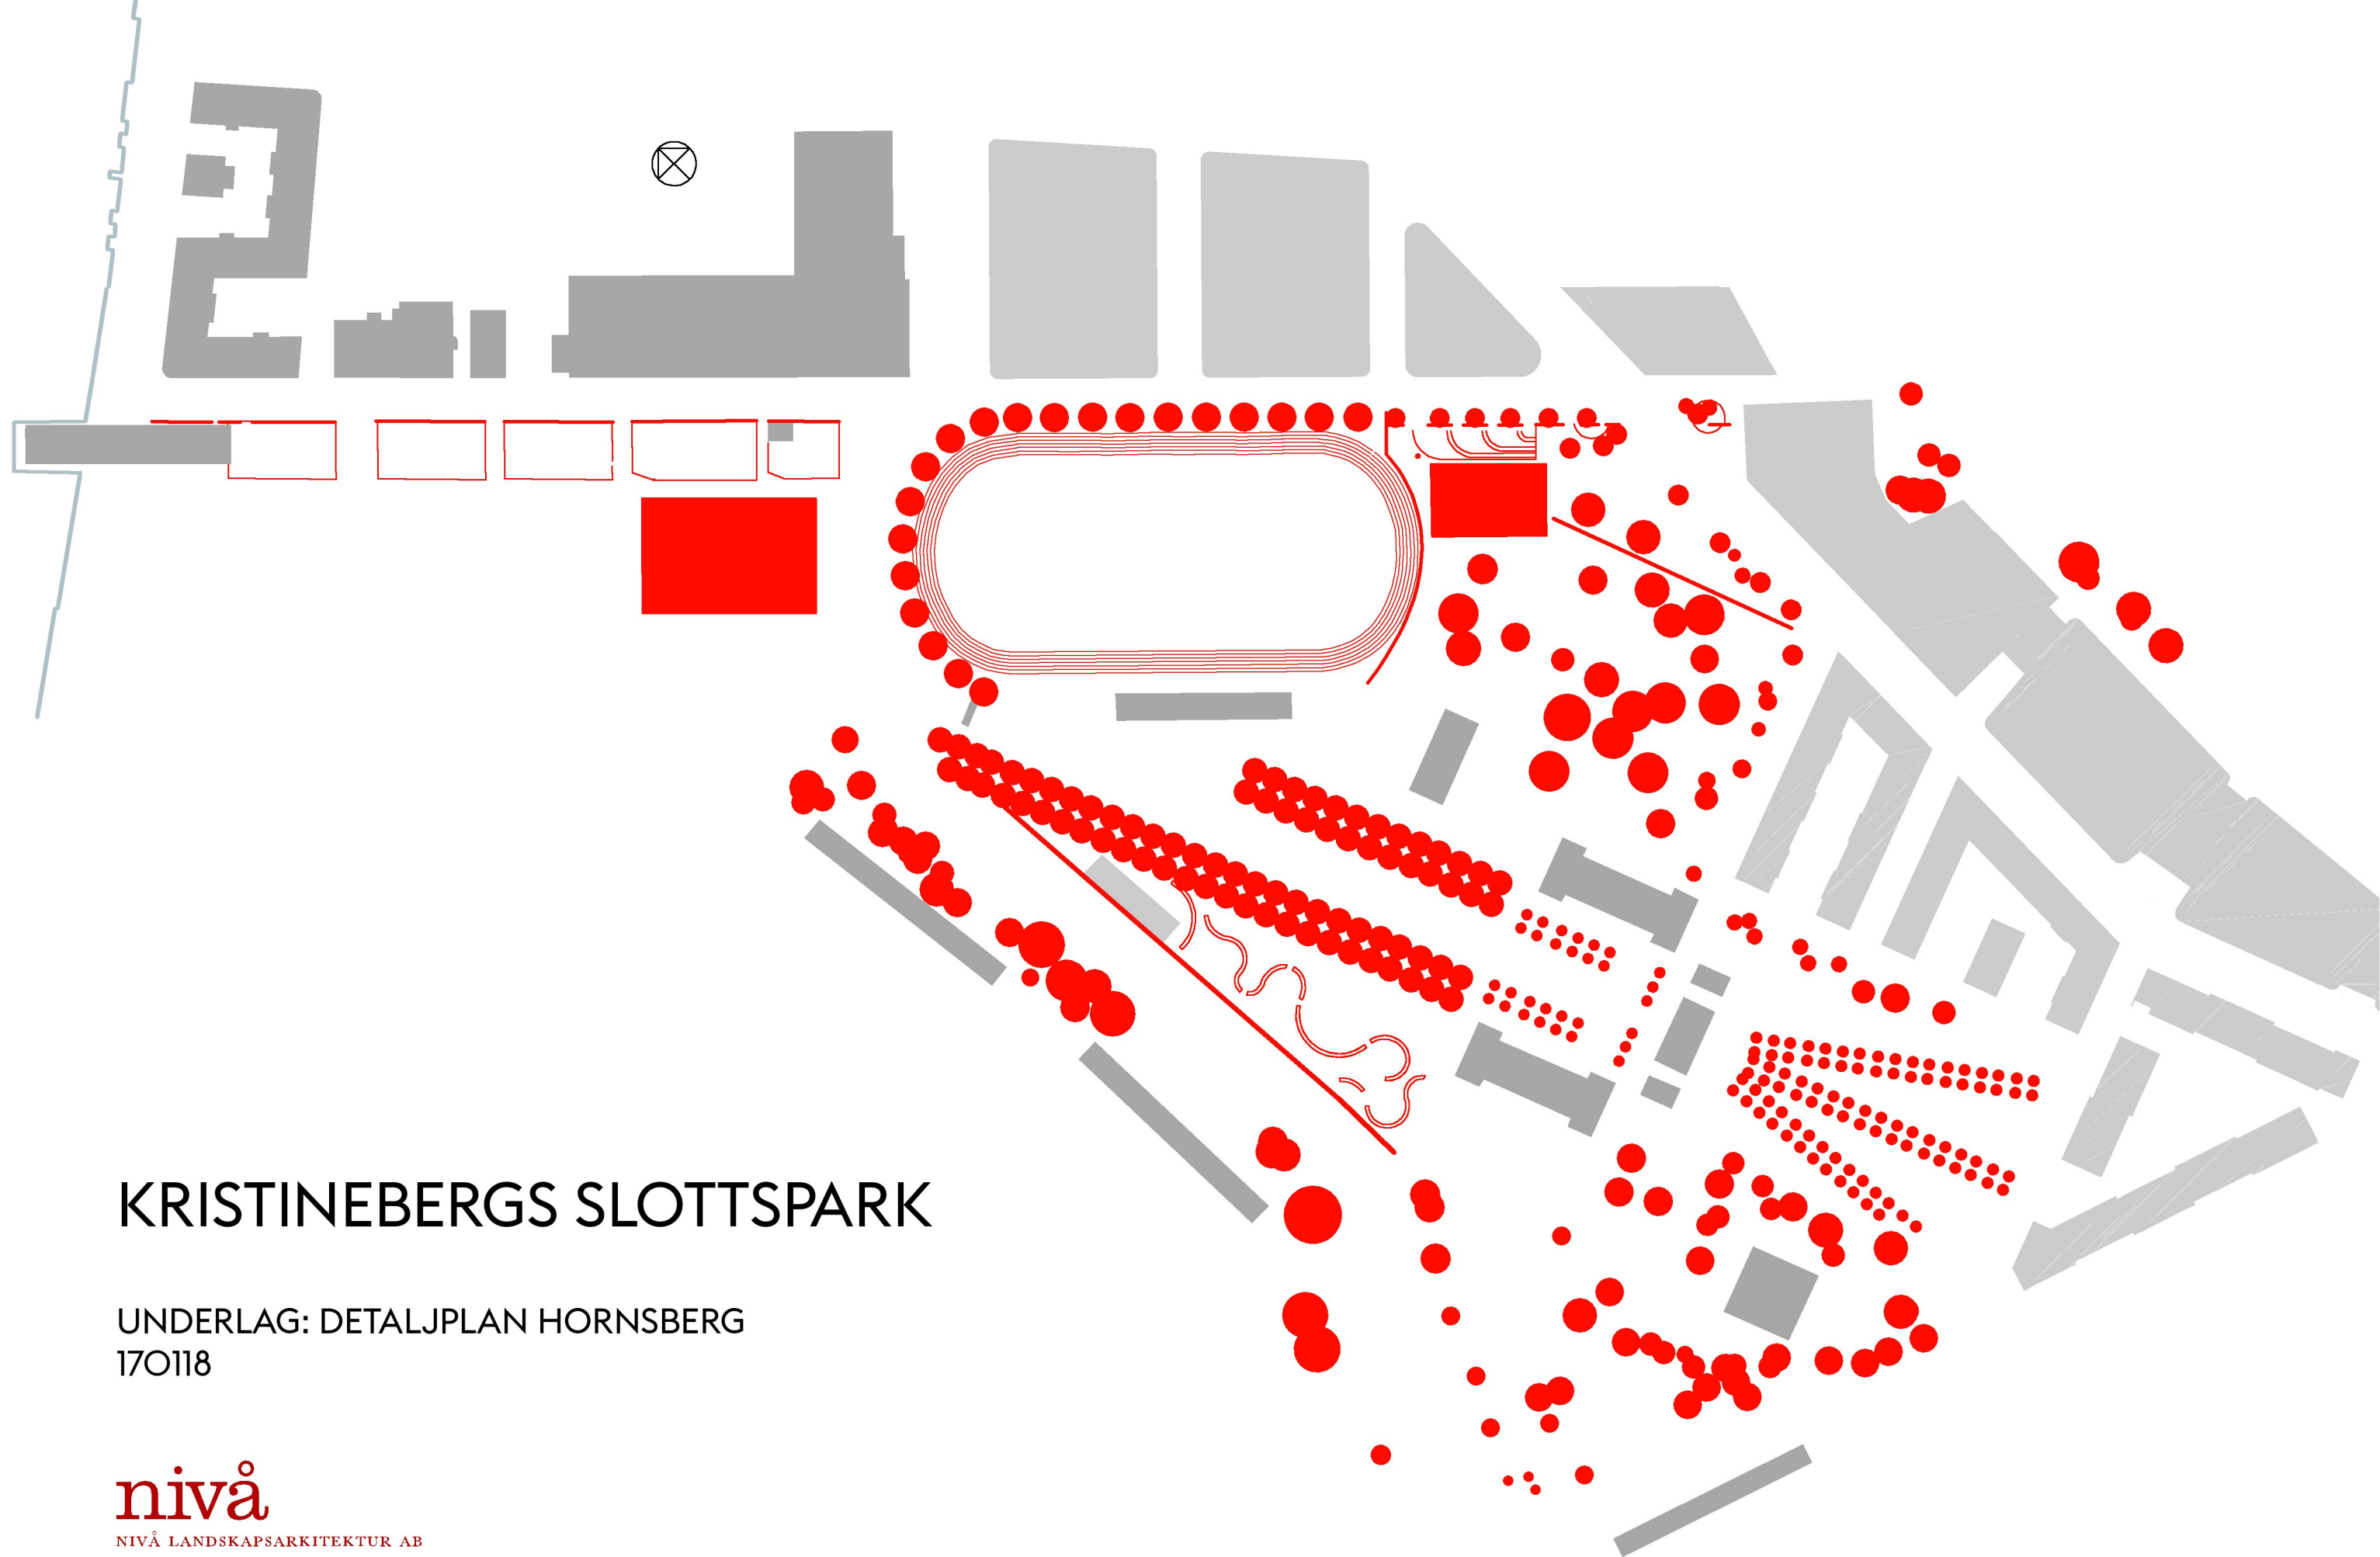 KRISTINEBERGS SLOTTSPARK
UNDERLAG: DETALJPLAN HORNSBERG
170118
nivå
NIVÅ LANDSKAPSARKITEKTUR AB